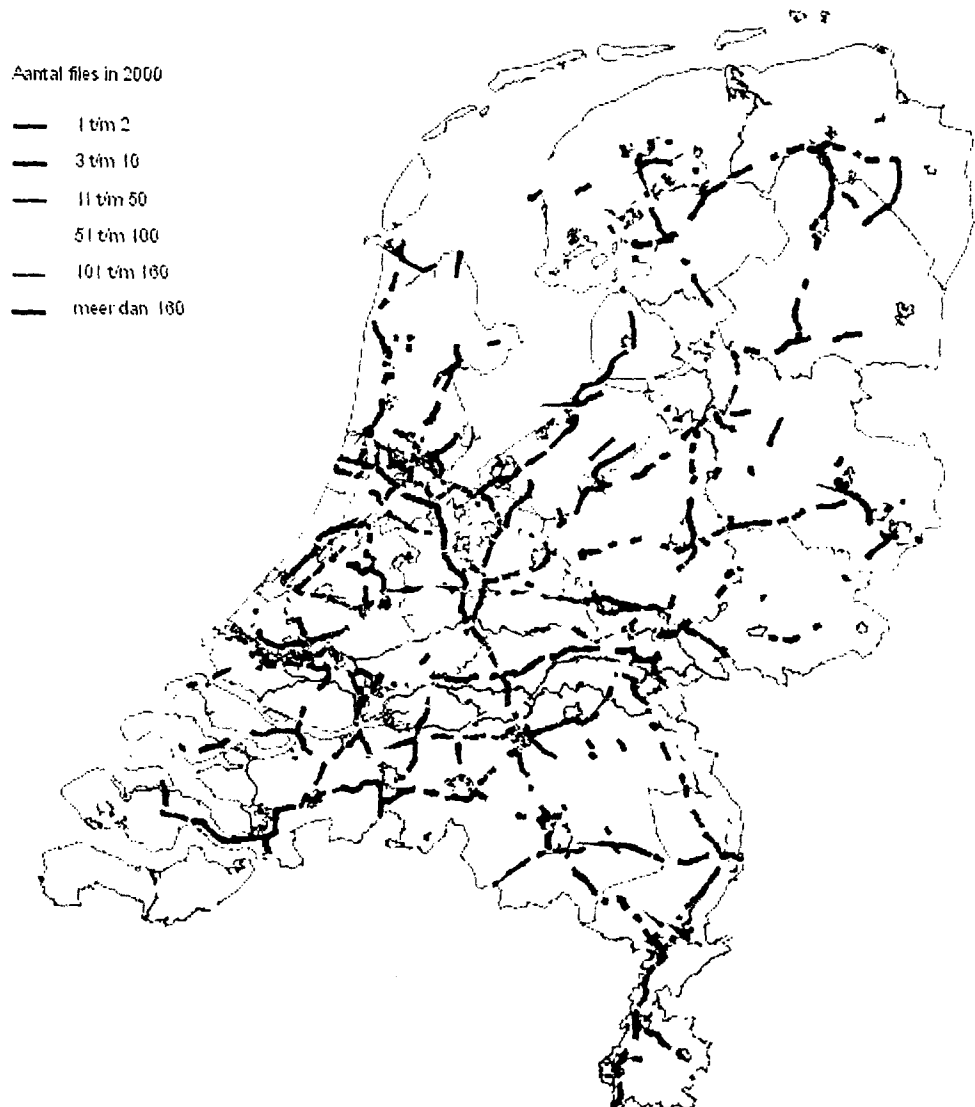 Aantal files in 2000
1 t/m 2
3 t/m 10
11 t/m 50
51 t/m 100
101 t/m 160
meer dan 160